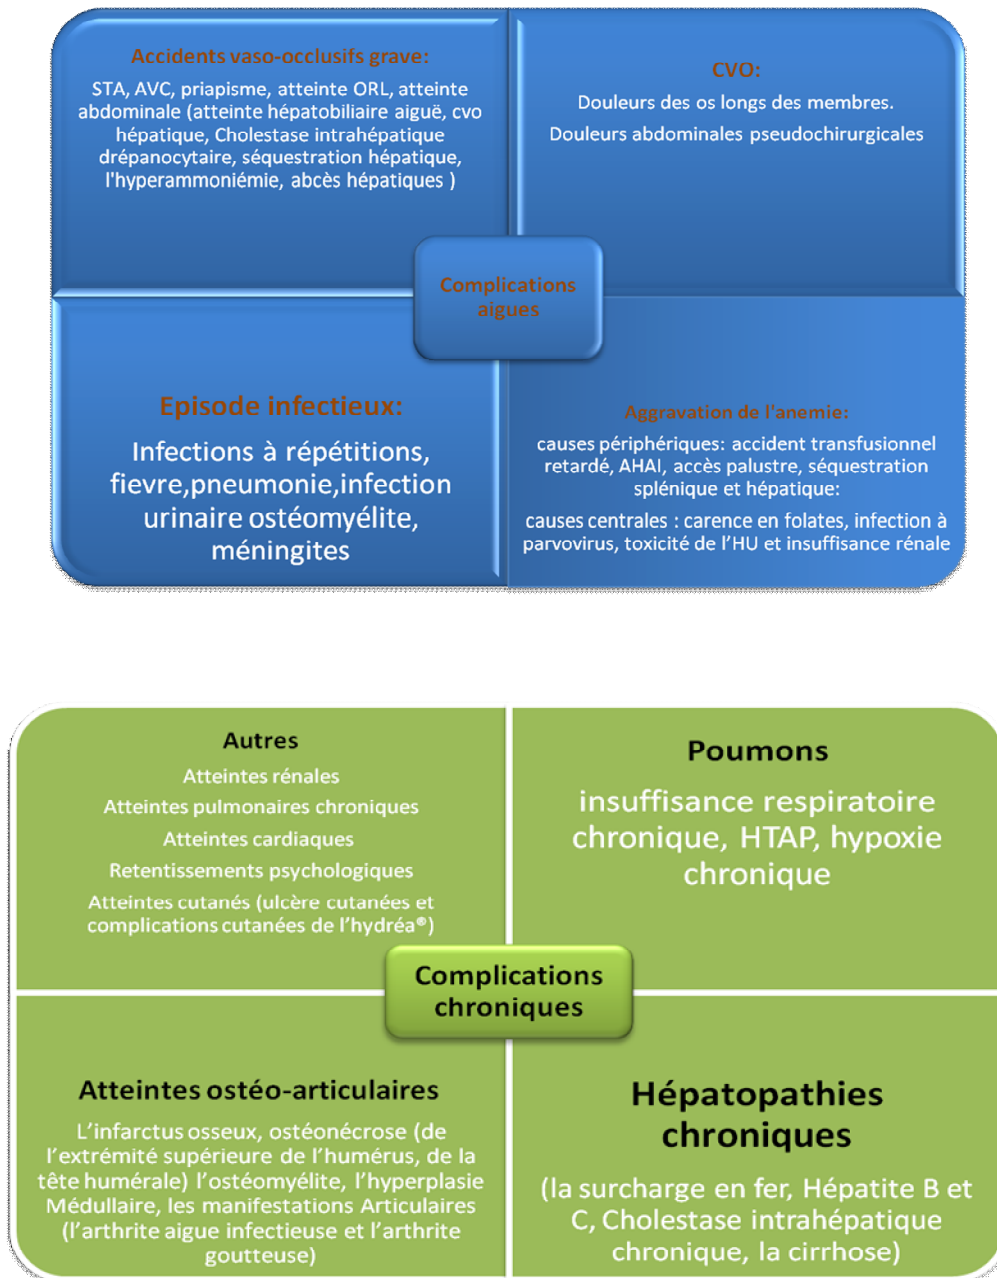 Accidents vaso-occlusifs grave:
STA, AVC, priapisme, atteinte ORL, atteinte
abdominale (atteinte hépatobiliaire aiguë, cvo
hépatique, Cholestase intrahépatique
drépanocytaire, séquestration hépatique,
l'hyperammoniémie, abcès hépatiques )
CVO:
Douleurs des os longs des membres.
Douleurs abdominales pseudochirurgicales
Complications
aigues
Episode infectieux:
Infections à répétitions,
fievre,pneumonie,infection
urinaire ostéomyélite,
méningites
Aggravation de l'anemie:
causes périphériques: accident transfusionnel
retardé, AHAI, accès palustre, séquestration
splénique et hépatique:
causes centrales : carence en folates, infection à
parvovirus, toxicité de l’HU et insuffisance rénale
Autres
Atteintes rénales
Atteintes pulmonaires chroniques
Atteintes cardiaques
Retentissements psychologiques
Atteintes cutanés (ulcère cutanées et
complications cutanées de l’hydréa®)
Poumons
insuffisance respiratoire
chronique, HTAP, hypoxie
chronique
Complications
chroniques
Atteintes ostéo-articulaires
L’infarctus osseux, ostéonécrose (de
l’extrémité supérieure de l’humérus, de la
tête humérale) l’ostéomyélite, l’hyperplasie
Médullaire, les manifestations Articulaires
(l’arthrite aigue infectieuse et l’arthrite
goutteuse)
Hépatopathies
chroniques
(la surcharge en fer, Hépatite B et
C, Cholestase intrahépatique
chronique, la cirrhose)